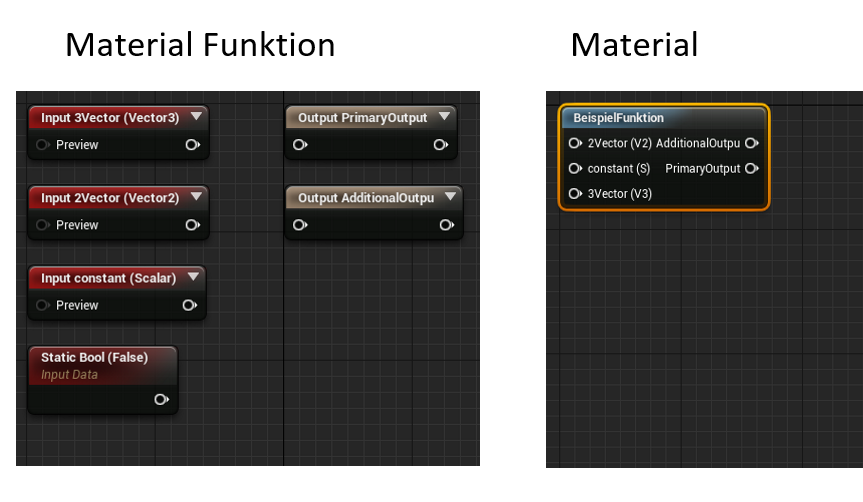 Material Funktion
Material
Input 3Vector (Vector3)
Preview
Output PrimaryOutput
Input 2Vector (Vector2)
Preview
Output AdditionalOutpu
Input constant (Scalar)
Preview
Static Bool (False)
Input Data
BeispielFunktion
2Vector (V2) AdditionalOutpu
constant (S) PrimaryOutput
3Vector (V3)